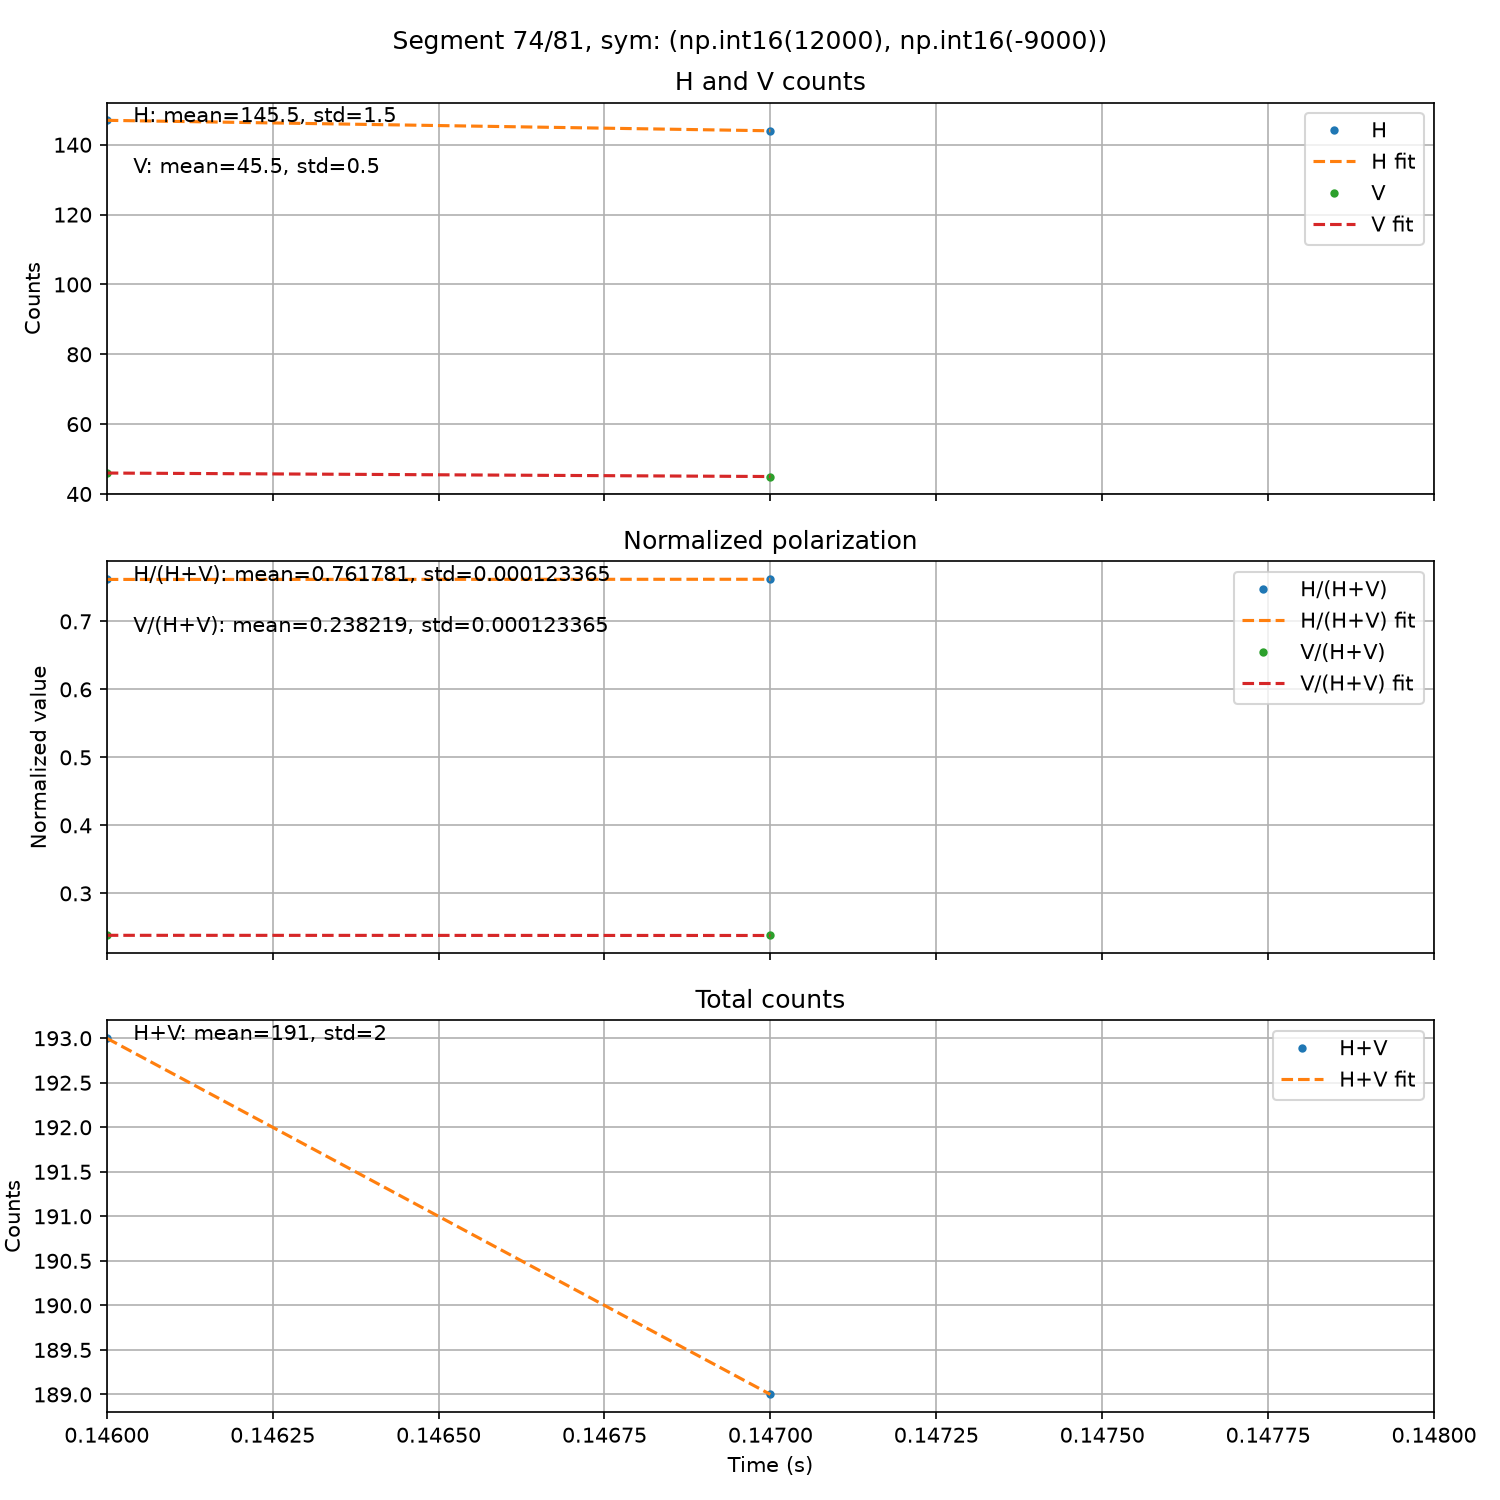 Segment 74/81, sym: (np.int16(12000), np.int16(-9000))
H and V counts
H: mean=145.5, std=1.5
V: mean=45.5, std=0.5
H
H fit
V
V fit
140
120
100
80
60
40
Counts
Normalized polarization
H/(H+V): mean=0.761781, std=0.000123365
V/(H+V): mean=0.238219, std=0.000123365
H/(H+V)
H/(H+V) fit
V/(H+V)
V/(H+V) fit
0.7
0.6
0.5
0.4
0.3
Normalized value
Total counts
H+V: mean=191, std=2
H+V
H+V fit
193.0
192.5
192.0
191.5
191.0
190.5
190.0
189.5
189.0
Counts
0.14600 0.14625 0.14650 0.14675 0.14700 0.14725 0.14750 0.14775 0.14800
Time (s)